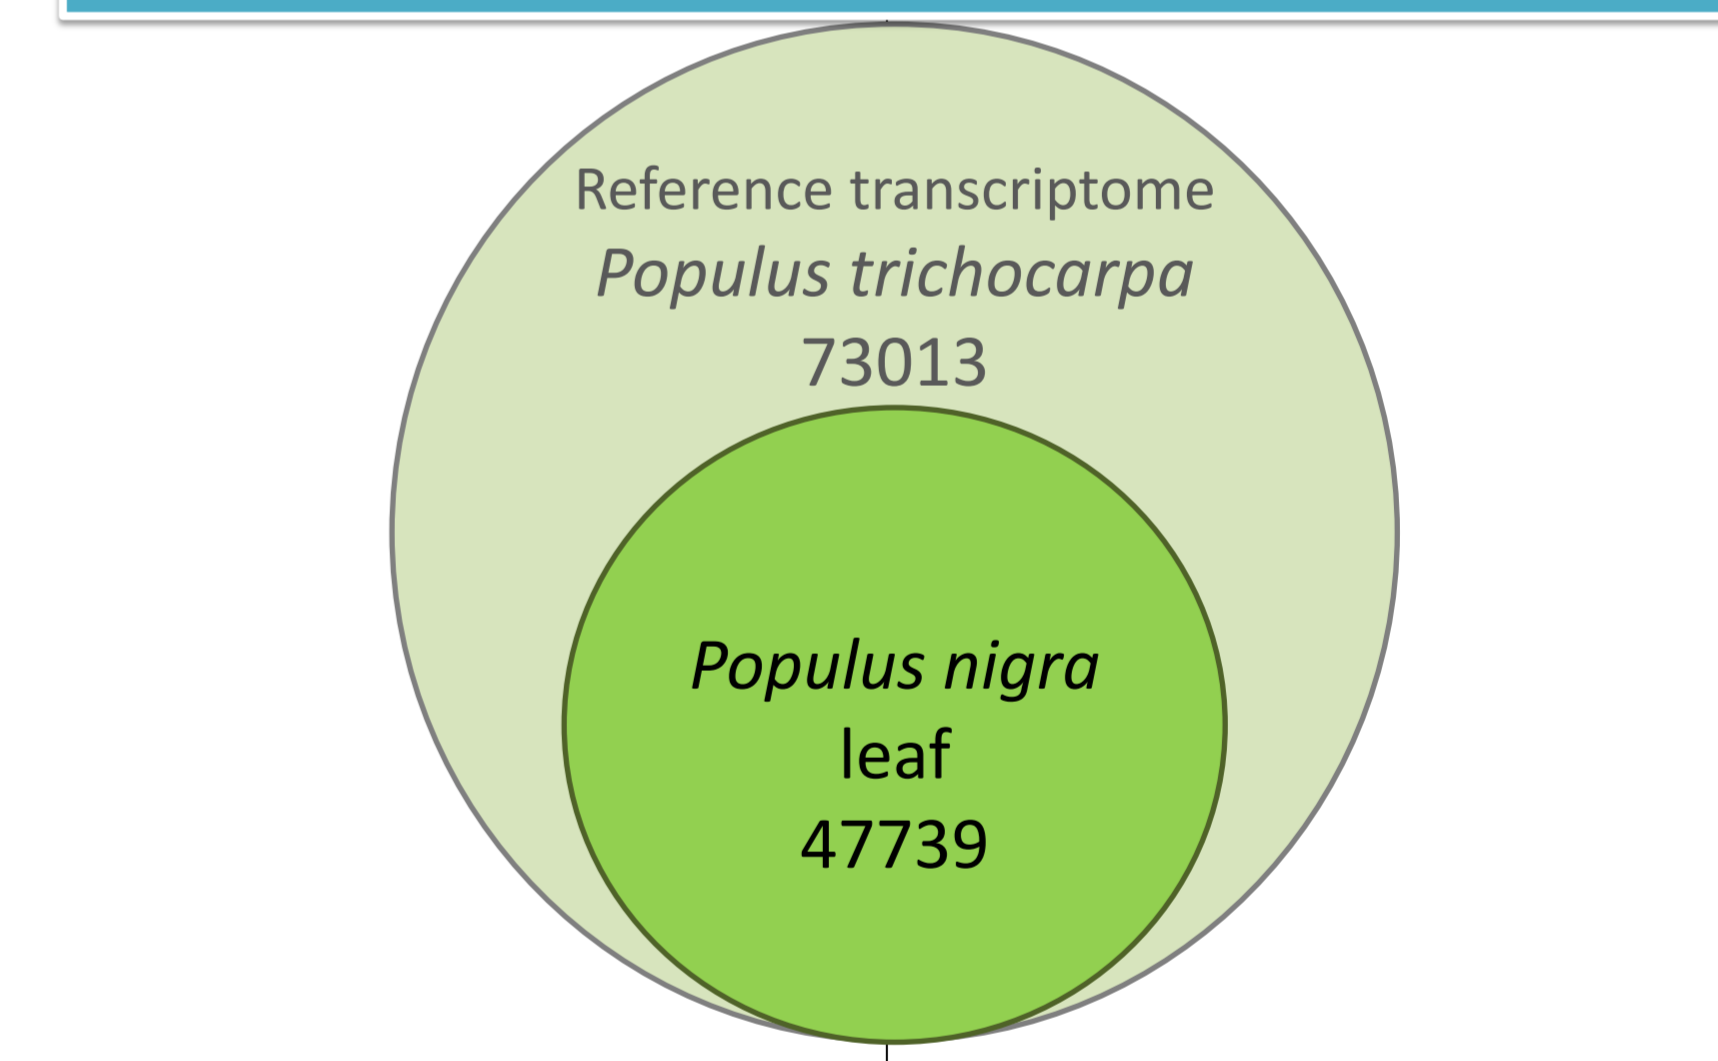 Reference transcriptome
Populus trichocarpa
73013
Populus nigra
leaf
47739